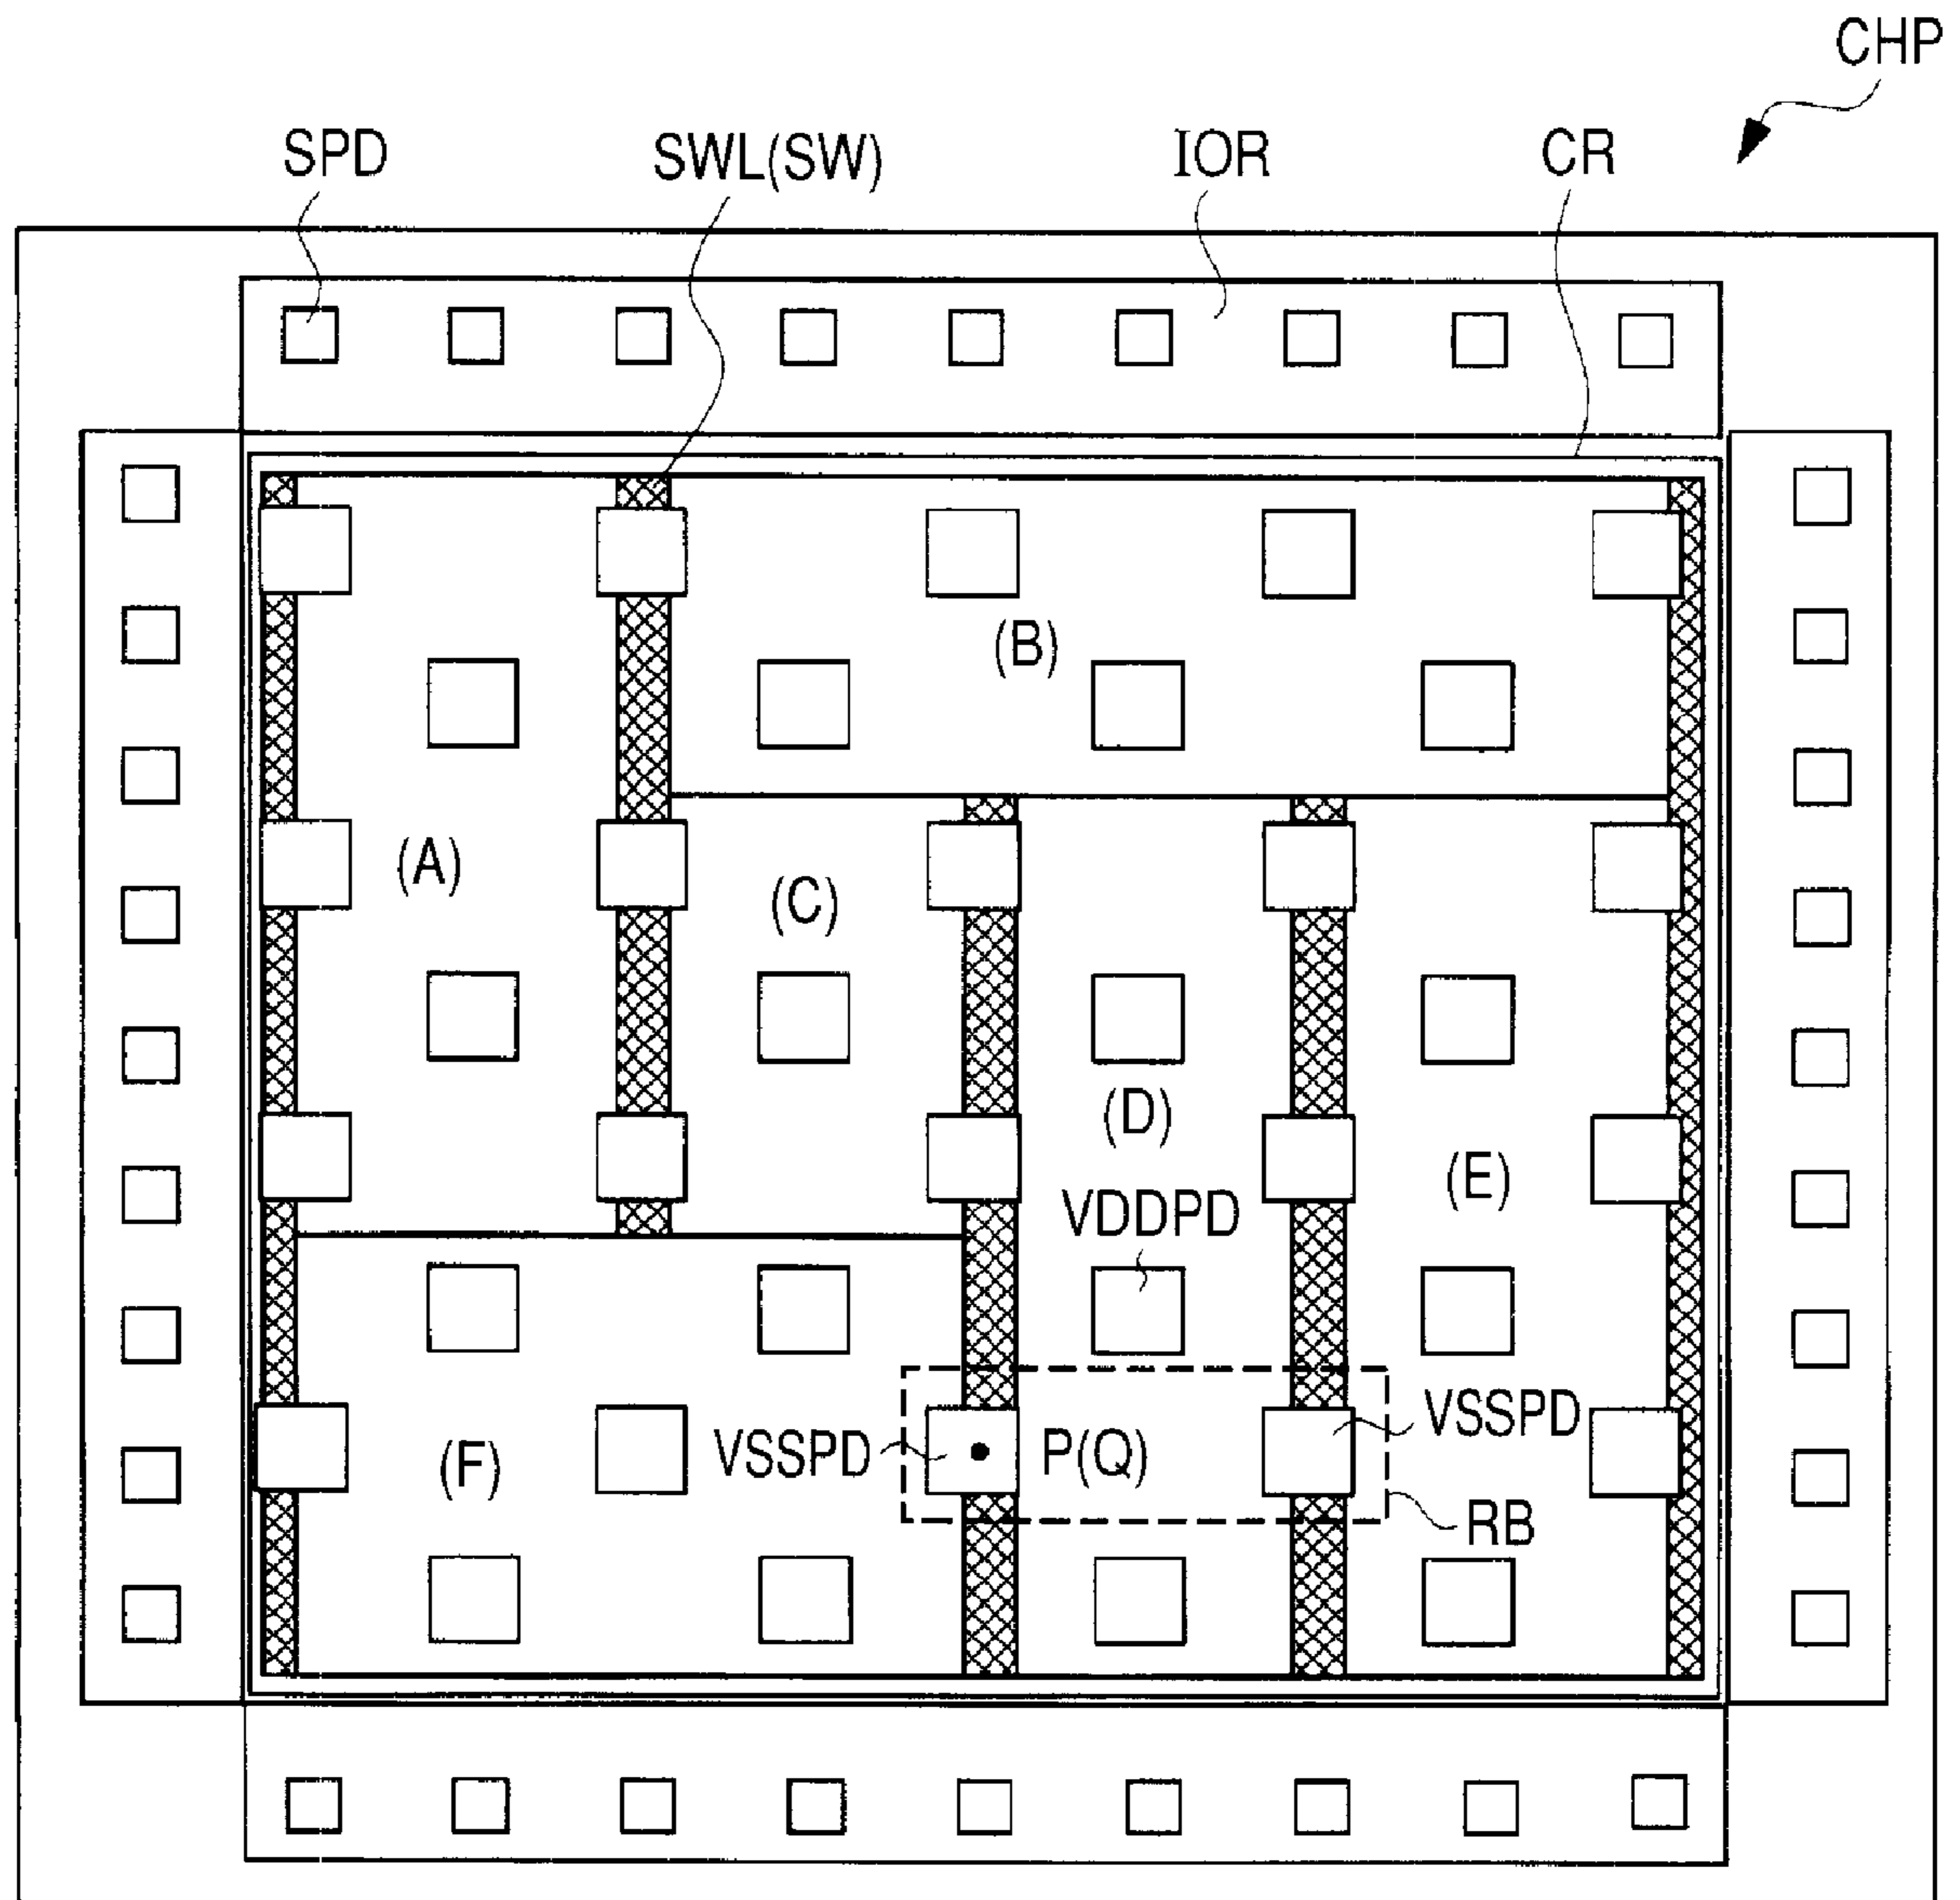 CHP
SPD
SWL(SW)
IOR
CR
(B)
(A)
(C)
(D)
(E)
VDDPD
VSSPD
(F)
VSSPD
P(Q)
RB